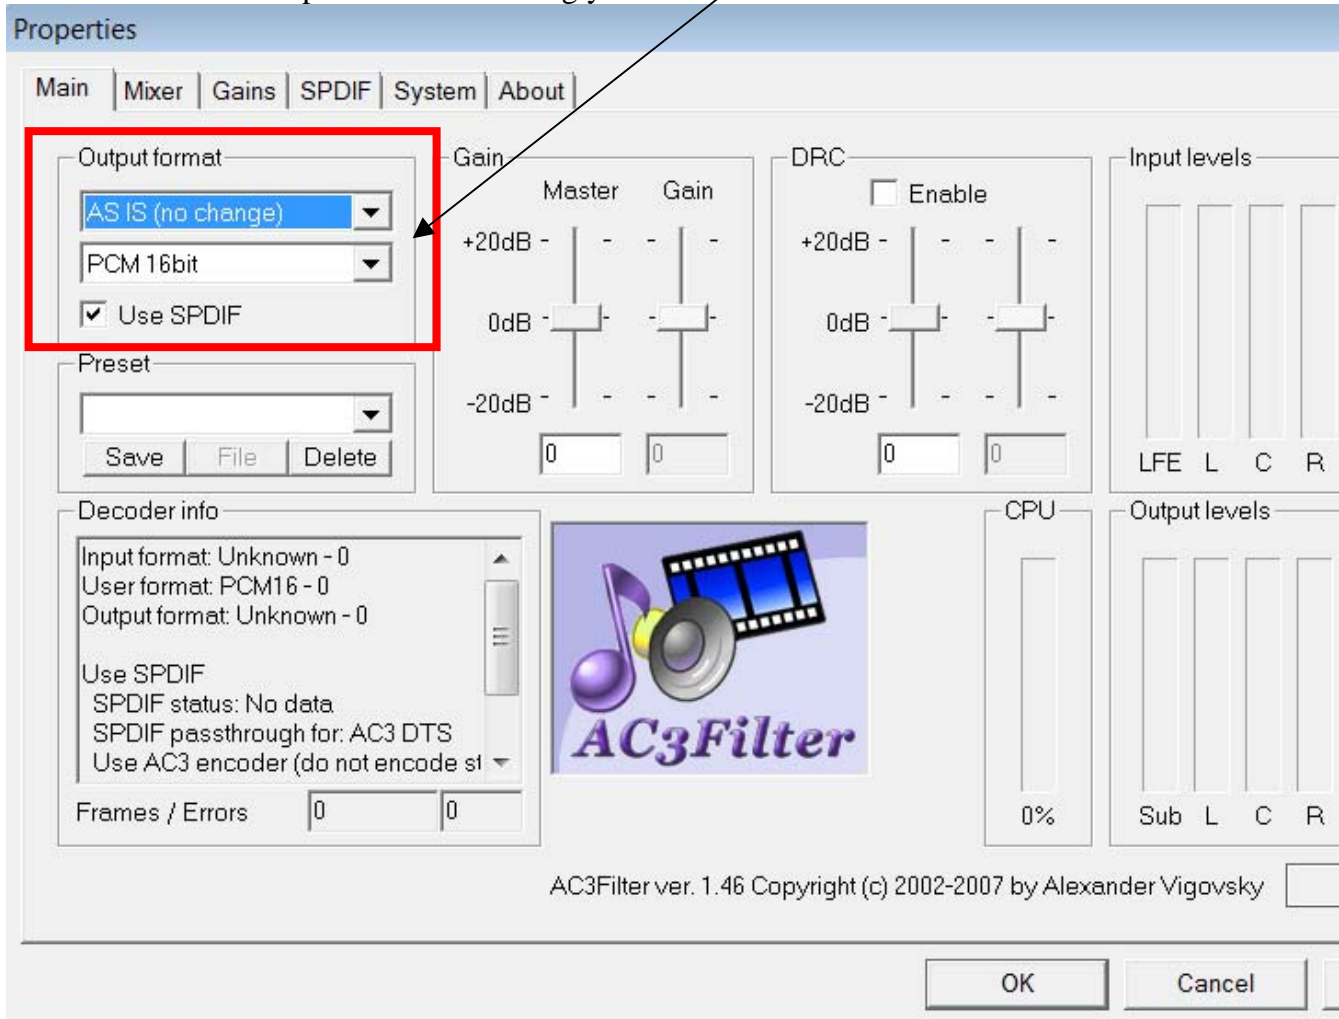 Properties
Main Mixer Gains SPDIF System About
Output format
AS IS (no change)
PCM 16bit
Use SPDIF
Preset
Save File Delete
Gain
Master Gain
+20dB
0dB
-20dB
0 0
DRC
Enable
+20dB
0dB
-20dB
0 0
Input levels
LFE L C R
Decoder info
Input format: Unknown - 0
User format: PCM16 - 0
Output format: Unknown - 0
Use SPDIF
SPDIF status: No data
SPDIF passthrough for: AC3 DTS
Use AC3 encoder (do not encode st
Frames / Errors 0 0
AC3Filter
CPU
0%
Output levels
Sub L C R
AC3Filter ver. 1.46 Copyright (c) 2002-2007 by Alexander Vigovsky
OK Cancel